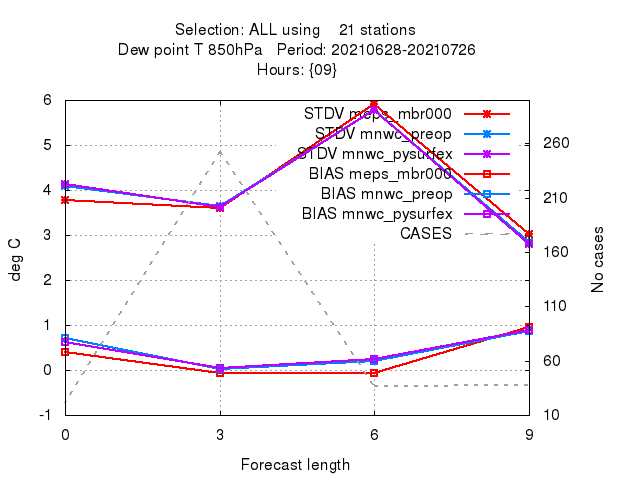 Selection: ALL using    21 stations
Dew point T 850hPa   Period: 20210628-20210726
Hours: {09}
6
5
4
3
2
1
0
-1
deg C
STDV meps_mbr000
STDV mnwc_preop
STDV mnwc_pysurfex
BIAS meps_mbr000
BIAS mnwc_preop
BIAS mnwc_pysurfex
CASES
260
210
160
110
60
10
No cases
0 3 6 9
Forecast length